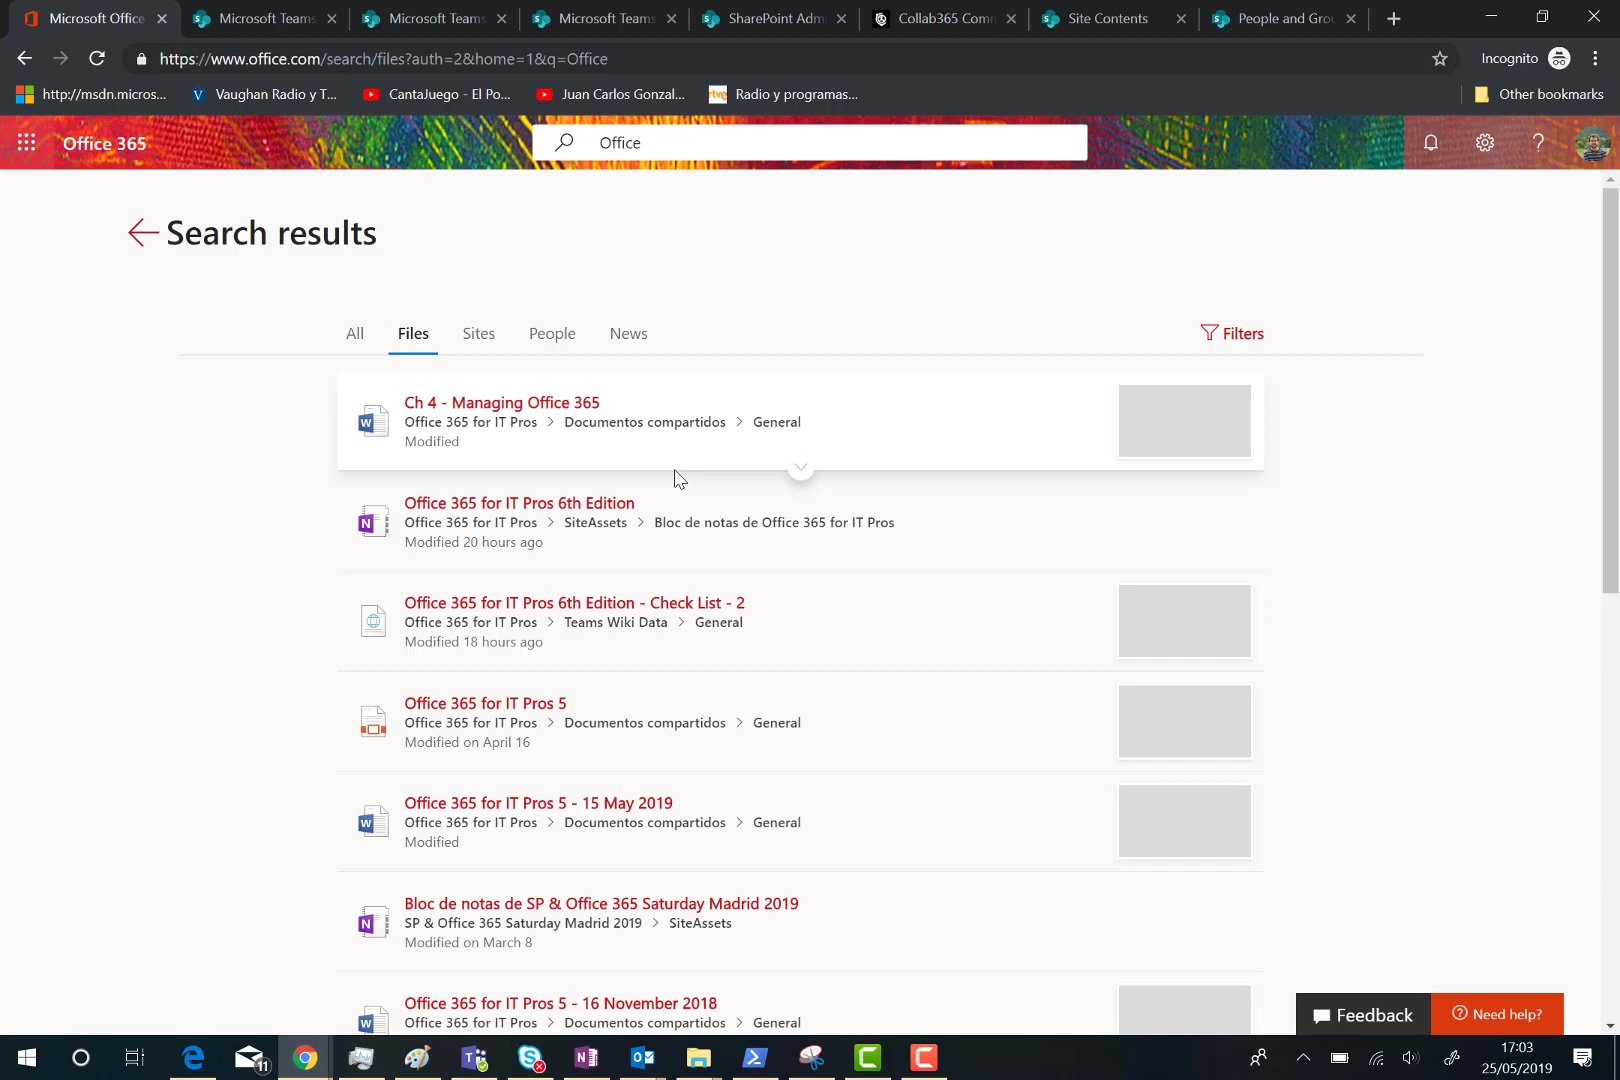 Microsoft Office
Microsoft Teams
Microsoft Teams
Microsoft Teams
SharePoint Adm
Collab365 Comm
Site Contents
People and Grou
https://www.office.com/search/files?auth=2&home=1&q=Office
Incognito
http://msdn.micros...
Vaughan Radio y T...
CantaJuego - El Po...
Juan Carlos Gonzal...
rtve
Radio y programas...
Other bookmarks
Office 365
Office
Search results
All
Files
Sites
People
News
Filters
Ch 4 - Managing Office 365
Office 365 for IT Pros > Documentos compartidos > General
Modified
Office 365 for IT Pros 6th Edition
Office 365 for IT Pros > SiteAssets > Bloc de notas de Office 365 for IT Pros
Modified 20 hours ago
Office 365 for IT Pros 6th Edition - Check List - 2
Office 365 for IT Pros > Teams Wiki Data > General
Modified 18 hours ago
Office 365 for IT Pros 5
Office 365 for IT Pros > Documentos compartidos > General
Modified on April 16
Office 365 for IT Pros 5 - 15 May 2019
Office 365 for IT Pros > Documentos compartidos > General
Modified
Bloc de notas de SP & Office 365 Saturday Madrid 2019
SP & Office 365 Saturday Madrid 2019 > SiteAssets
Modified on March 8
Office 365 for IT Pros 5 - 16 November 2018
Office 365 for IT Pros > Documentos compartidos > General
Feedback
Need help?
11
17:03
25/05/2019